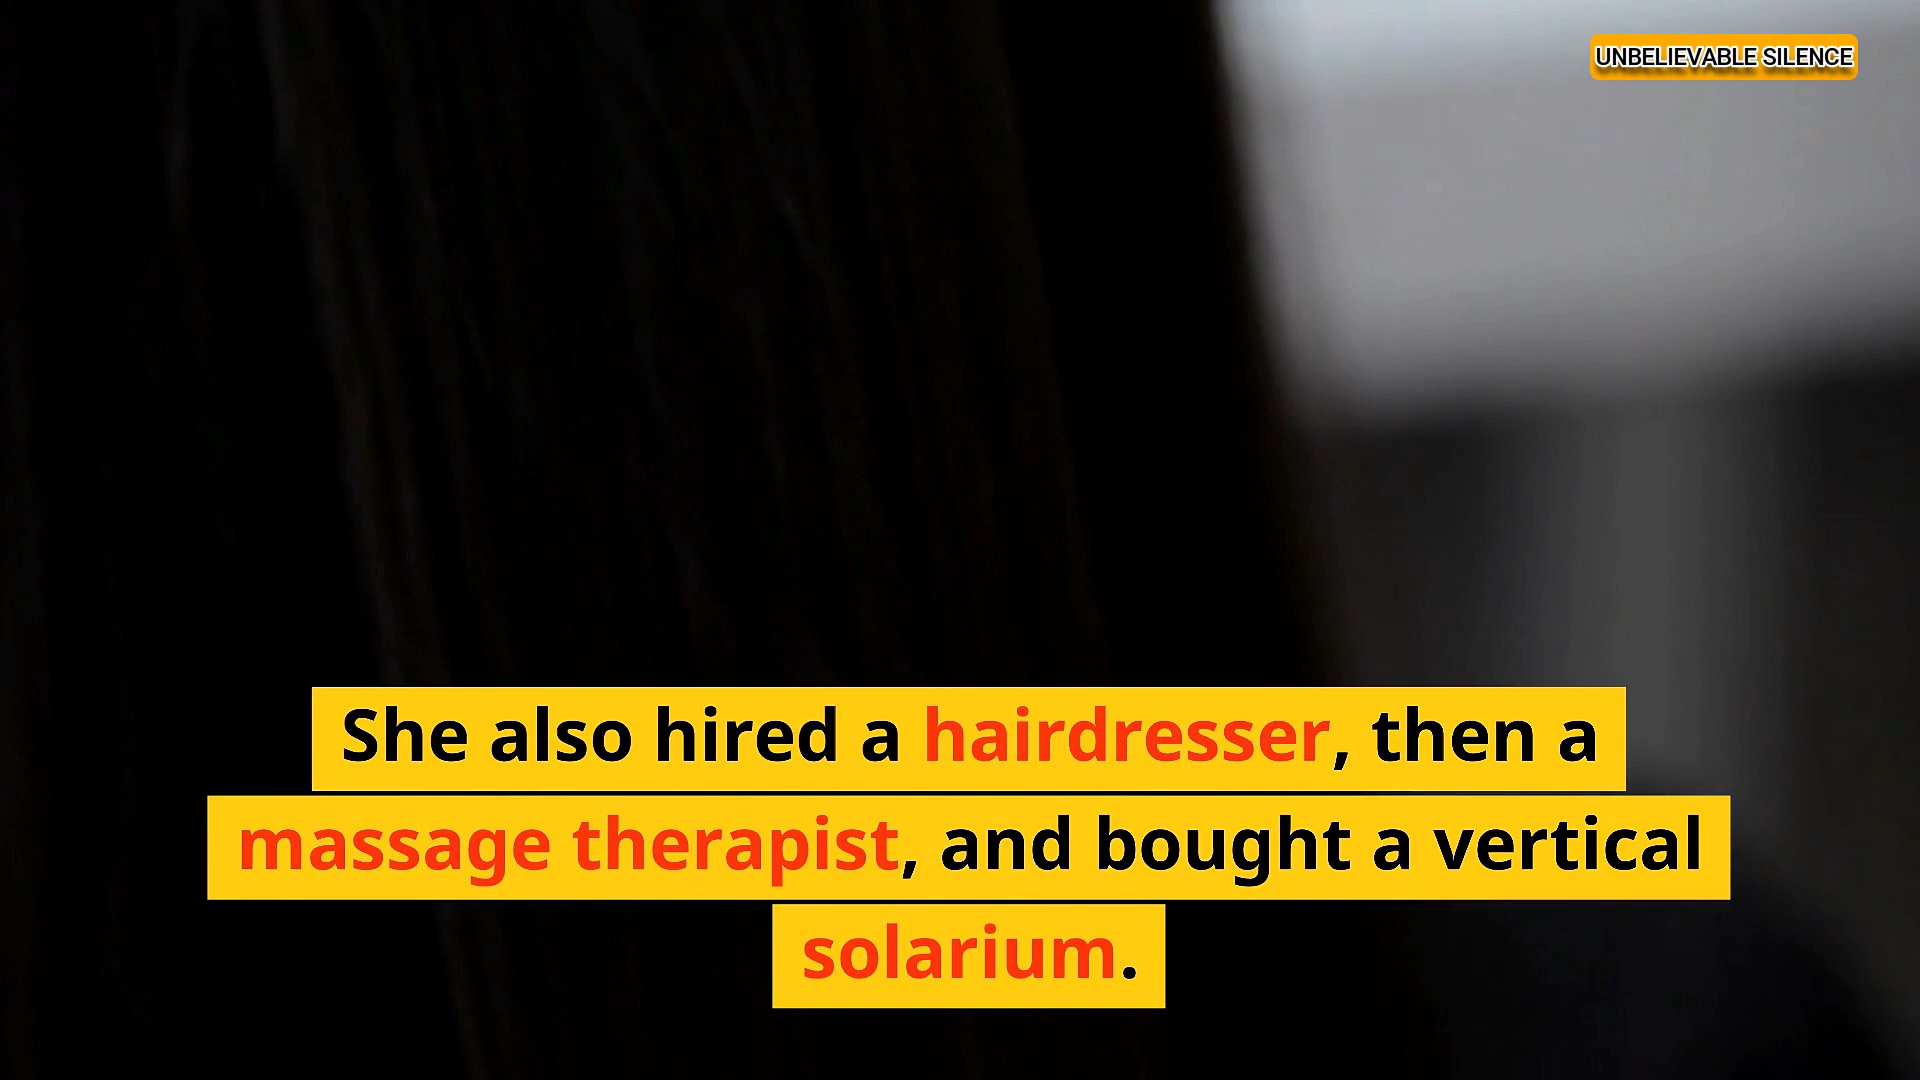 UNBELIEVABLE SILENCE
She also hired a hairdresser, then a
massage therapist, and bought a vertical
solarium.